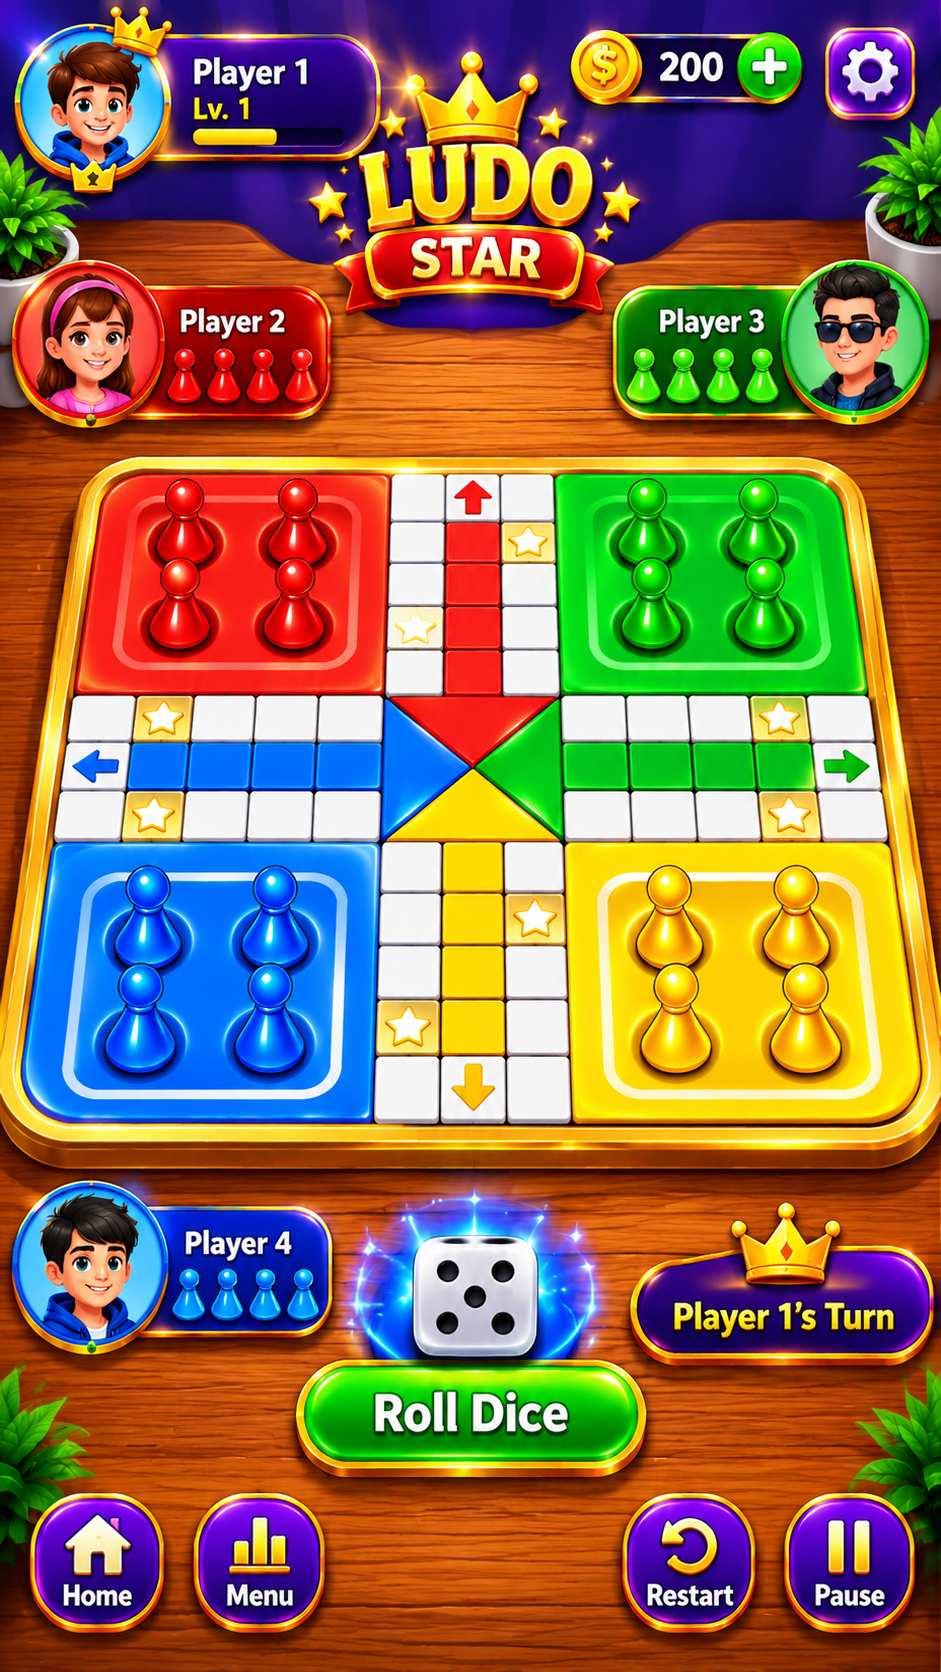 Player 1
Lv. 1
200
LUDO
STAR
Player 2
Player 3
Player 4
Player 1's Turn
Roll Dice
Home
Menu
Restart
Pause